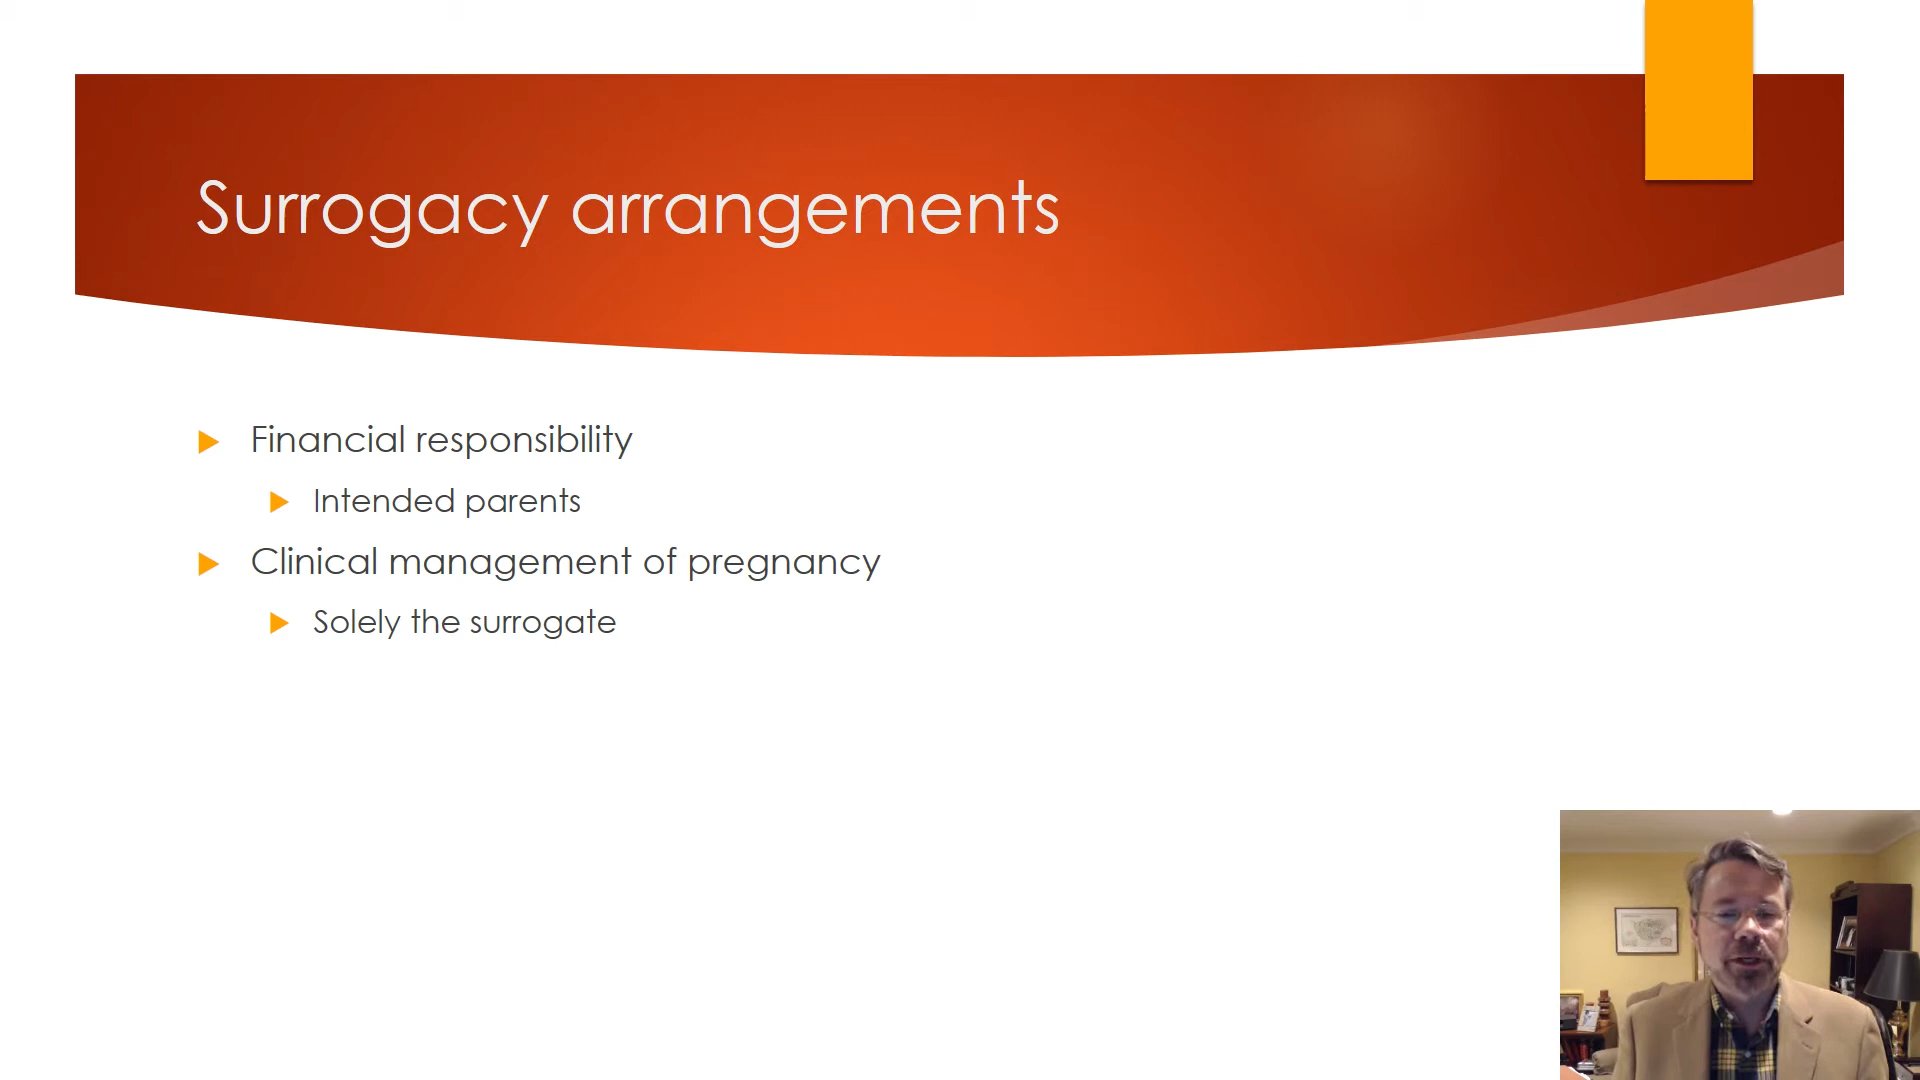 Surrogacy arrangements
Financial responsibility
Intended parents
Clinical management of pregnancy
Solely the surrogate